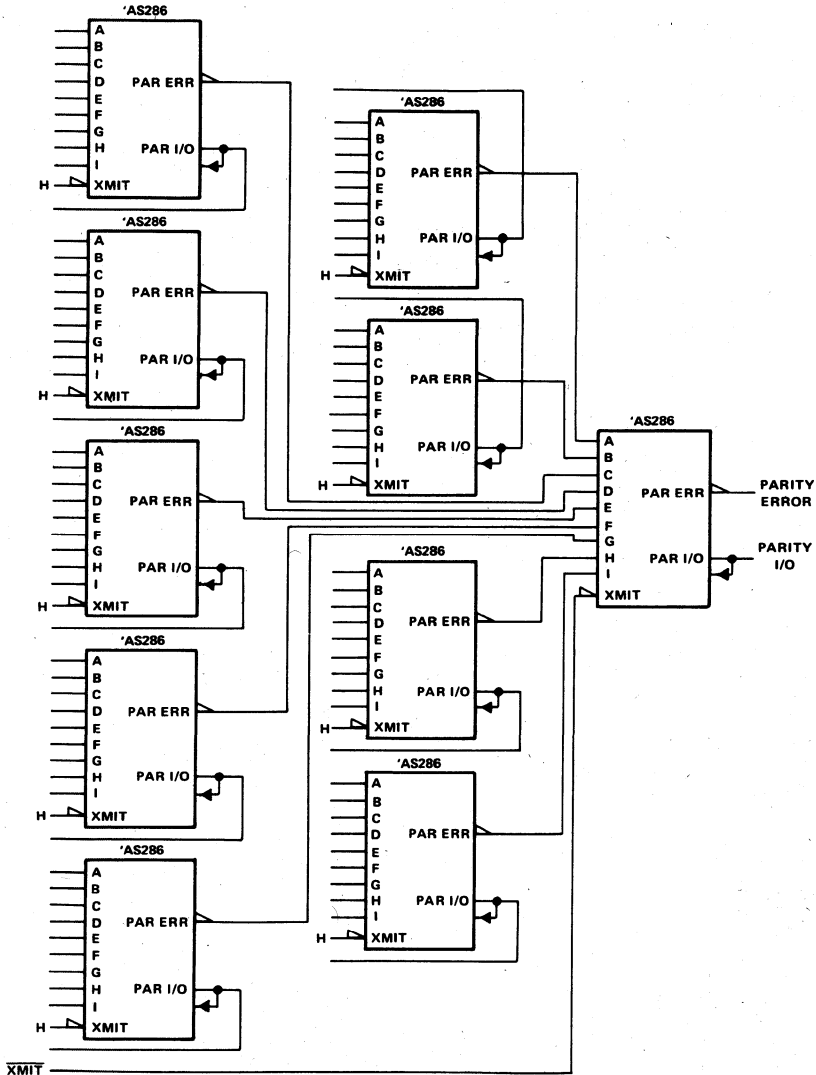 'AS286
A
B
C
D PAR ERR
E
F
G
H PAR I/O
I
H XMIT
'AS286
A
B
C
D PAR ERR
E
F
G
H PAR I/O
I
H XMIT
'AS286
A
B
C
D PAR ERR
E
F
G
H PAR I/O
I
H XMIT
'AS286
A
B
C
D PAR ERR
E
F
G
H PAR I/O
I
H XMIT
'AS286
A
B
C
D PAR ERR
E
F
G
H PAR I/O
I
H XMIT
XMIT
'AS286
A
B
C
D PAR ERR
E
F
G
H PAR I/O
I
H XMIT
'AS286
A
B
C
D PAR ERR
E
F
G
H PAR I/O
I
H XMIT
'AS286
A
B
C
D PAR ERR
E
F
G
H PAR I/O
I
H XMIT
'AS286
A
B
C
D PAR ERR
E
F
G
H PAR I/O
I
H XMIT
'AS286
A
B
C
D PAR ERR
E
F
G
H PAR I/O
I
XMIT
PARITY
ERROR
PARITY
I/O